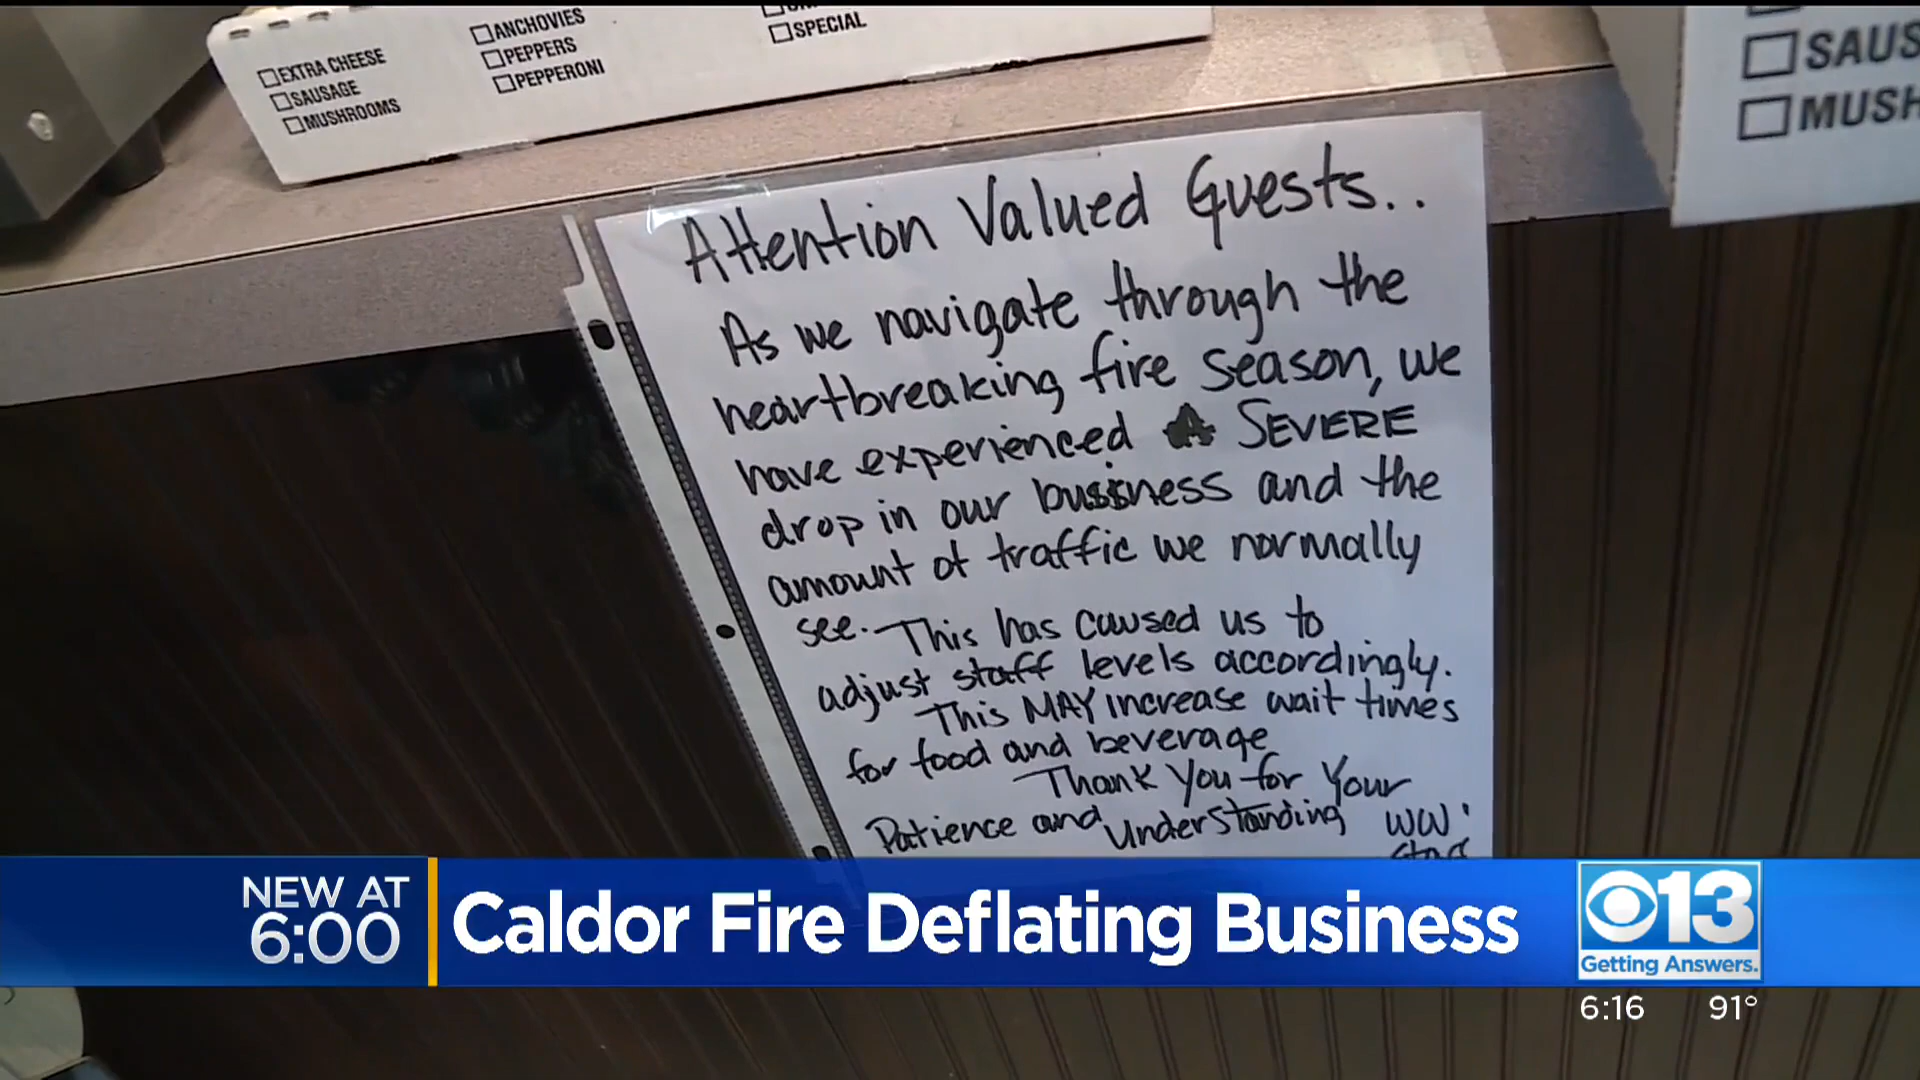 EXTRA CHEESE
SAUSAGE
MUSHROOMS
ANCHOVIES
PEPPERS
PEPPERONI
SPECIAL
SAUS
MUSH
Attention Valued Guests..
As we navigate through the
heartbreaking fire season, we
have experienced A SEVERE
drop in our business and the
amount of traffic we normally
see. This has caused us to
adjust staff levels accordingly.
This MAY increase wait times
for food and beverage
Thank You for Your
Patience and Understanding WW
NEW AT
6:00
Caldor Fire Deflating Business
13
Getting Answers.
6:16 91°